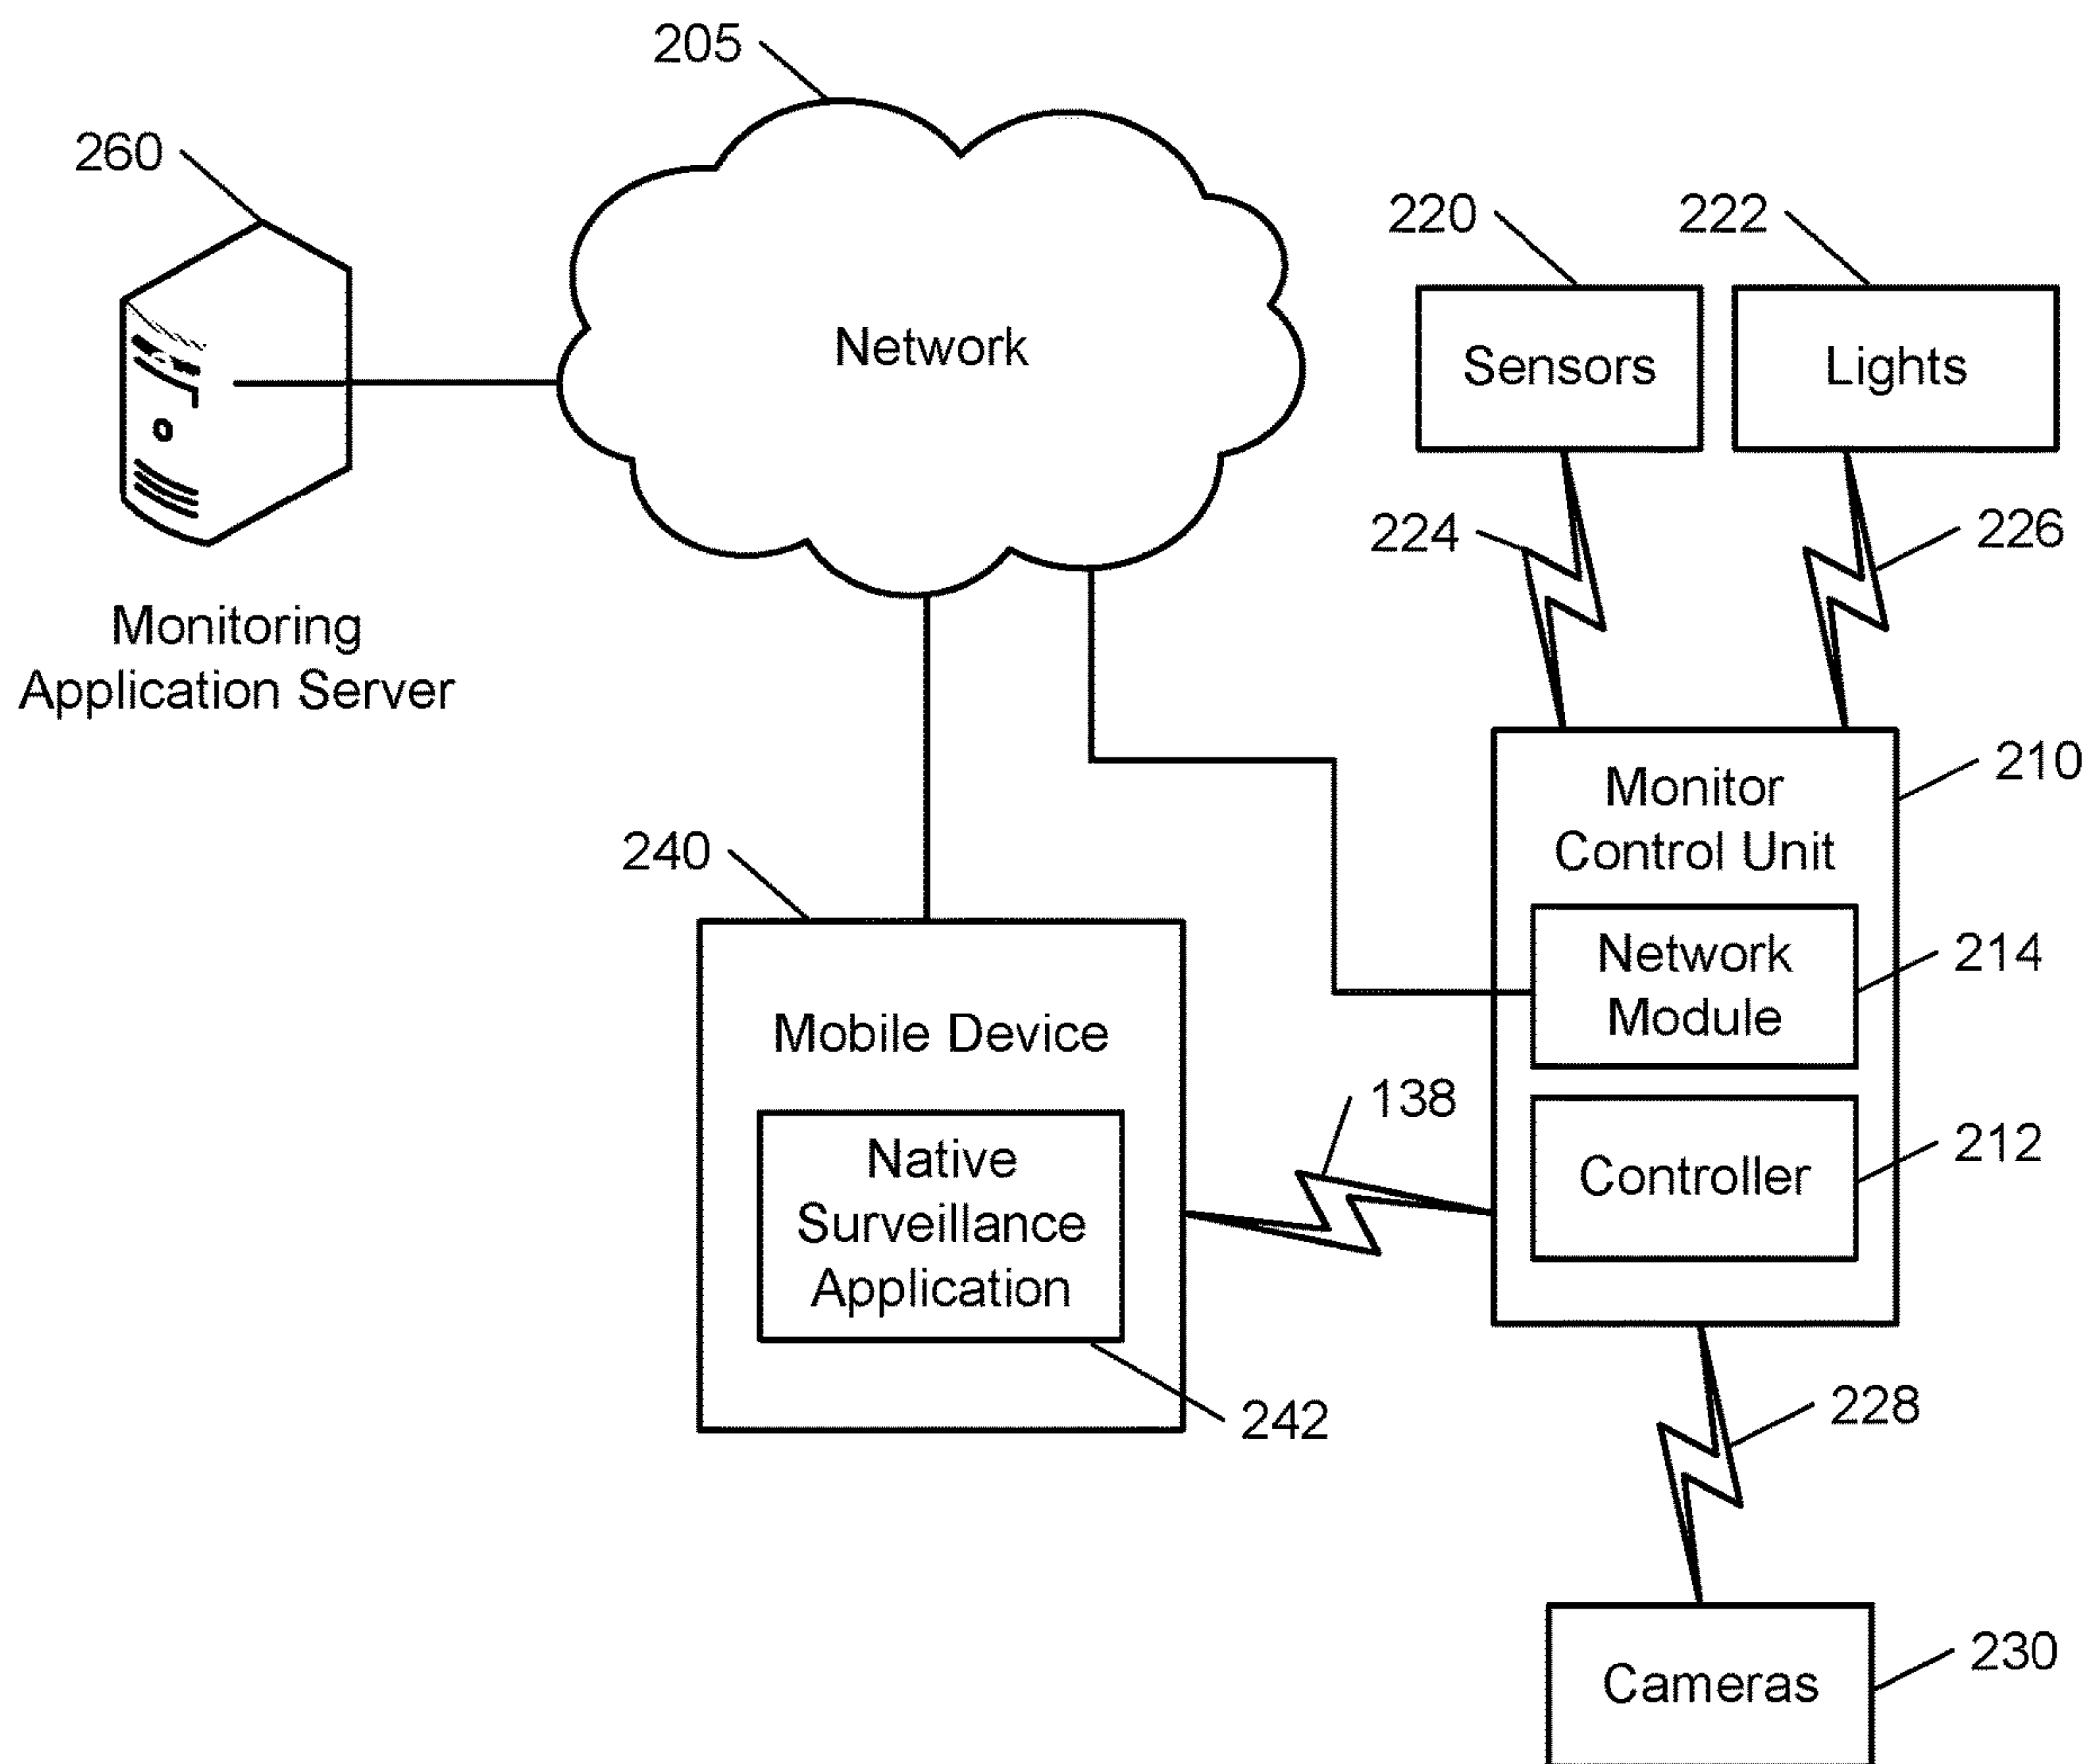 205
260
Network
220
222
Sensors
Lights
224
226
Monitoring
Application Server
210
Monitor
Control Unit
240
Network
Module
214
Mobile Device
138
Controller
212
Native
Surveillance
Application
242
228
Cameras
230